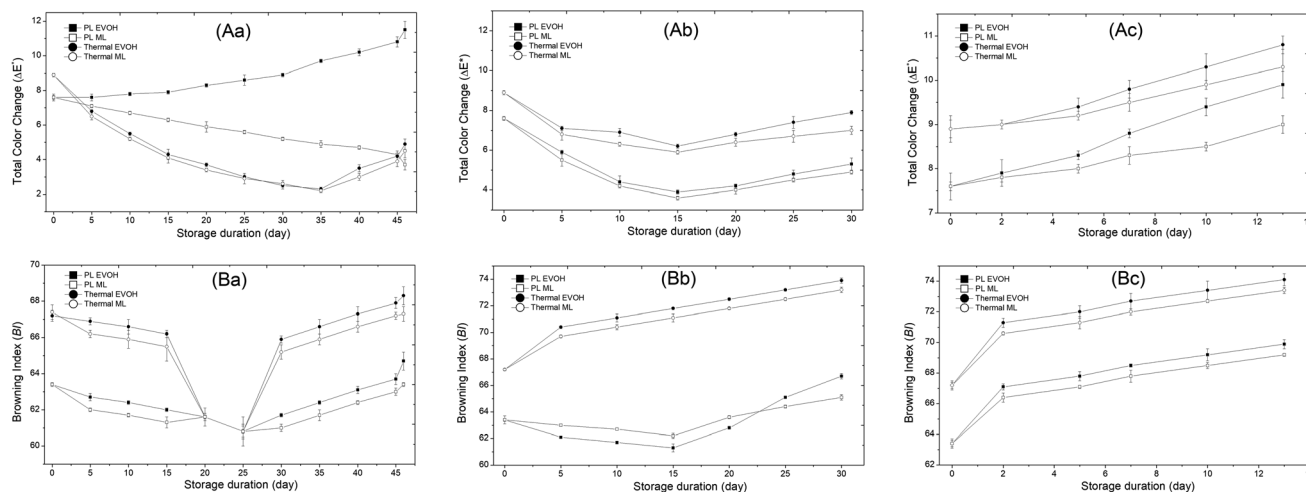 (Aa)
PL EVOH
PL ML
Thermal EVOH
Thermal ML
Total Color Change (ΔE*)
12
10
8
6
4
2
0 5 10 15 20 25 30 35 40 45
Storage duration (day)
(Ab)
PL EVOH
PL ML
Thermal EVOH
Thermal ML
Total Color Change (ΔE*)
12
10
8
6
4
0 5 10 15 20 25 30
Storage duration (day)
(Ac)
PL EVOH
PL ML
Thermal EVOH
Thermal ML
Total Color Change (ΔE*)
11
10
9
8
7
0 2 4 6 8 10 12
Storage duration (day)
(Ba)
PL EVOH
PL ML
Thermal EVOH
Thermal ML
Browning Index (BI)
70
68
66
64
62
60
0 5 10 15 20 25 30 35 40 45
Storage duration (day)
(Bb)
PL EVOH
PL ML
Thermal EVOH
Thermal ML
Browning Index (BI)
74
72
70
68
66
64
62
60
0 5 10 15 20 25 30
Storage duration (day)
(Bc)
PL EVOH
PL ML
Thermal EVOH
Thermal ML
Browning Index (BI)
74
72
70
68
66
64
62
0 2 4 6 8 10 12
Storage duration (day)